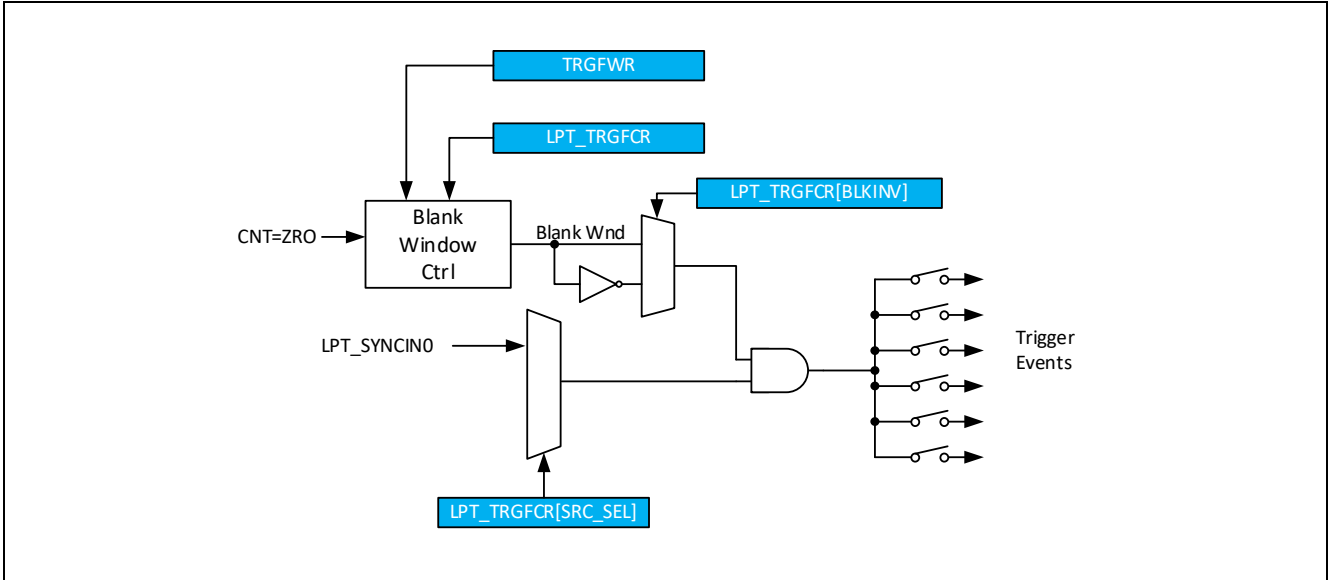 TRGFWR
LPT_TRGFCR
LPT_TRGFCR[BLKINV]
Blank
Window
Ctrl
CNT=ZRO
Blank Wnd
LPT_SYNCIN0
Trigger
Events
LPT_TRGFCR[SRC_SEL]